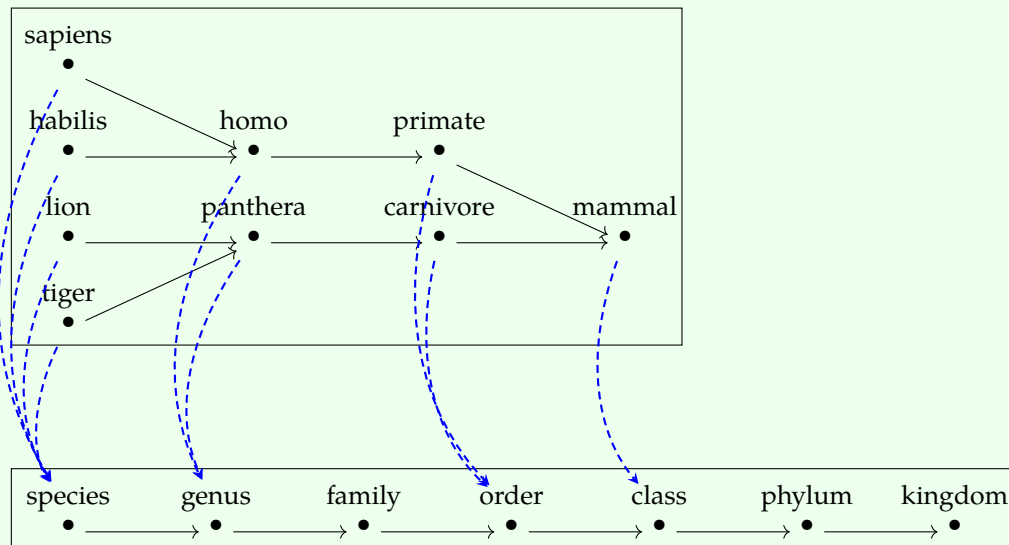 sapiens
habilis homo primate
lion panthera carnivore mammal
tiger
species genus family order class phylum kingdom